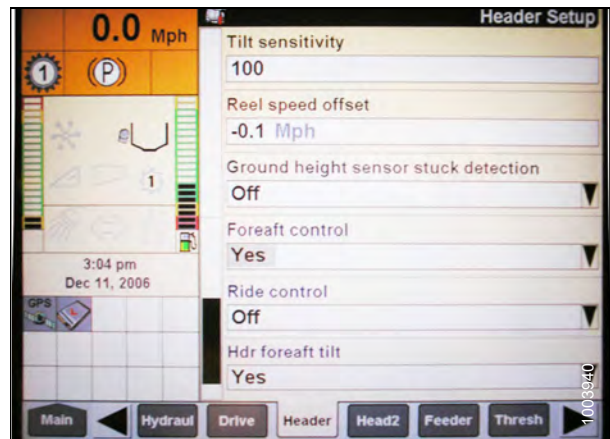 0.0 Mph
1
(P)
1
3:04 pm
Dec 11, 2006
GPS
Header Setup
Tilt sensitivity
100
Reel speed offset
-0.1 Mph
Ground height sensor stuck detection
Off
Foreaft control
Yes
Ride control
Off
Hdr foreaft tilt
Yes
1003940
Main
Hydraul
Drive
Header
Head2
Feeder
Thresh